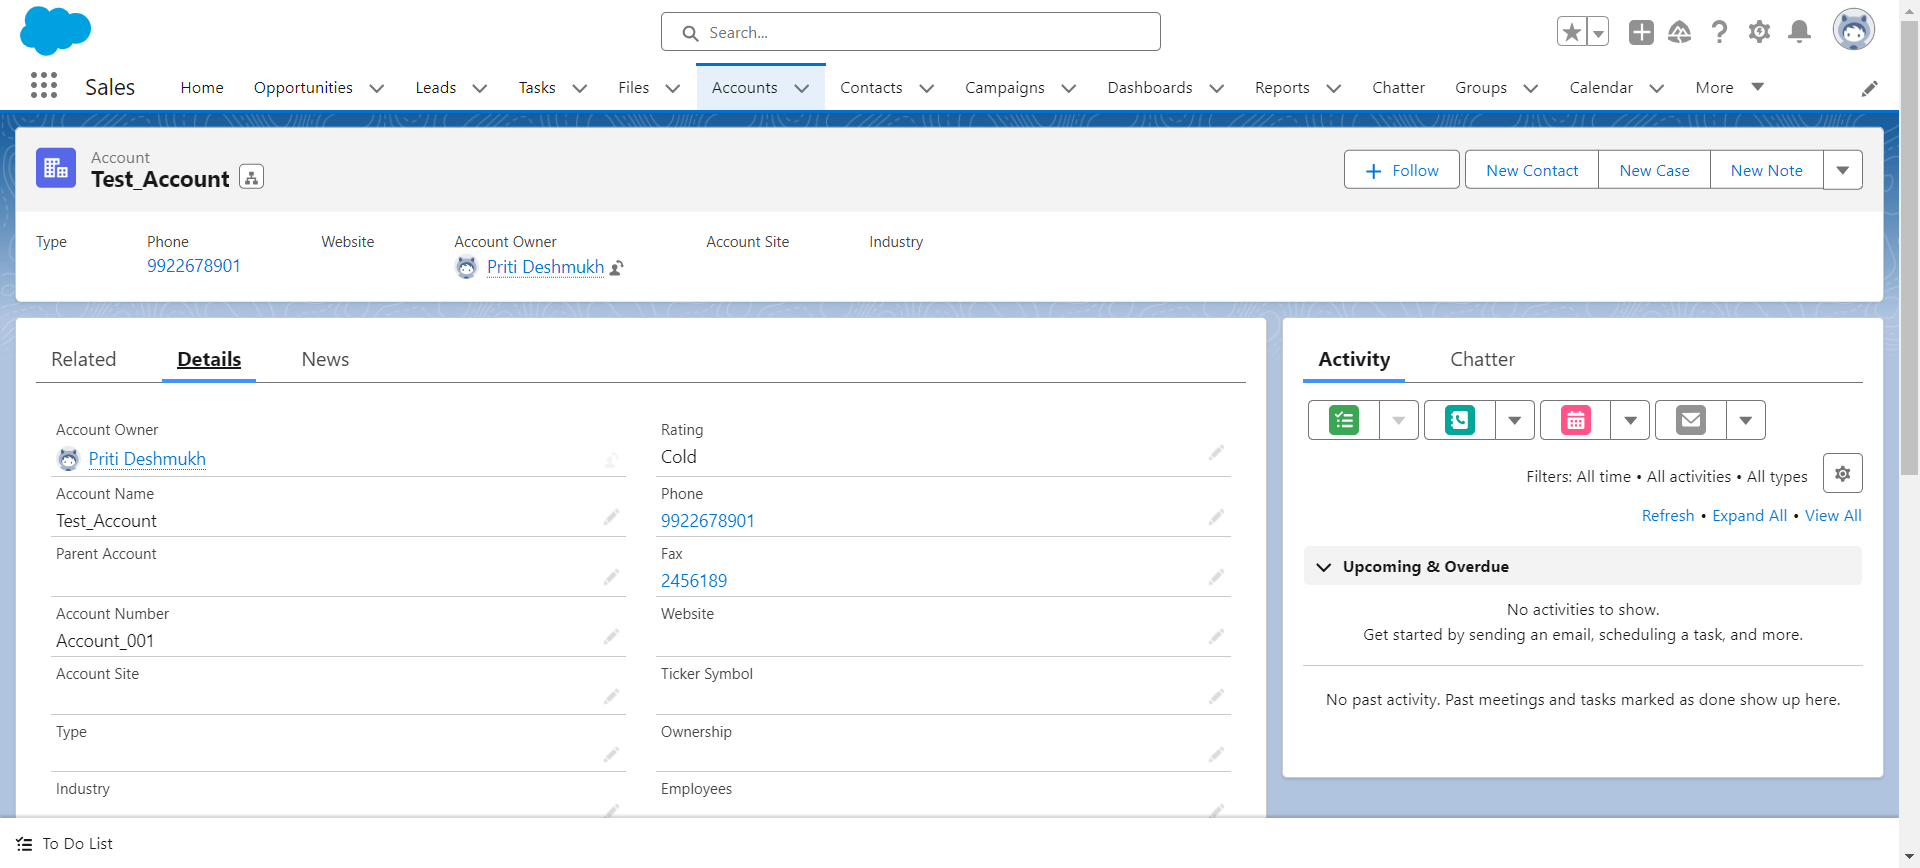 Search...
Sales
Home
Opportunities
Leads
Tasks
Files
Accounts
Contacts
Campaigns
Dashboards
Reports
Chatter
Groups
Calendar
More
Account
Test_Account
Follow
New Contact
New Case
New Note
Type
Phone
Website
Account Owner
Account Site
Industry
9922678901
Priti Deshmukh
Related
Details
News
Account Owner
Priti Deshmukh
Rating
Cold
Account Name
Test_Account
Phone
9922678901
Parent Account
Fax
2456189
Account Number
Account_001
Website
Account Site
Ticker Symbol
Type
Ownership
Industry
Employees
Activity
Chatter
Filters: All time • All activities • All types
Refresh • Expand All • View All
Upcoming & Overdue
No activities to show.
Get started by sending an email, scheduling a task, and more.
No past activity. Past meetings and tasks marked as done show up here.
To Do List